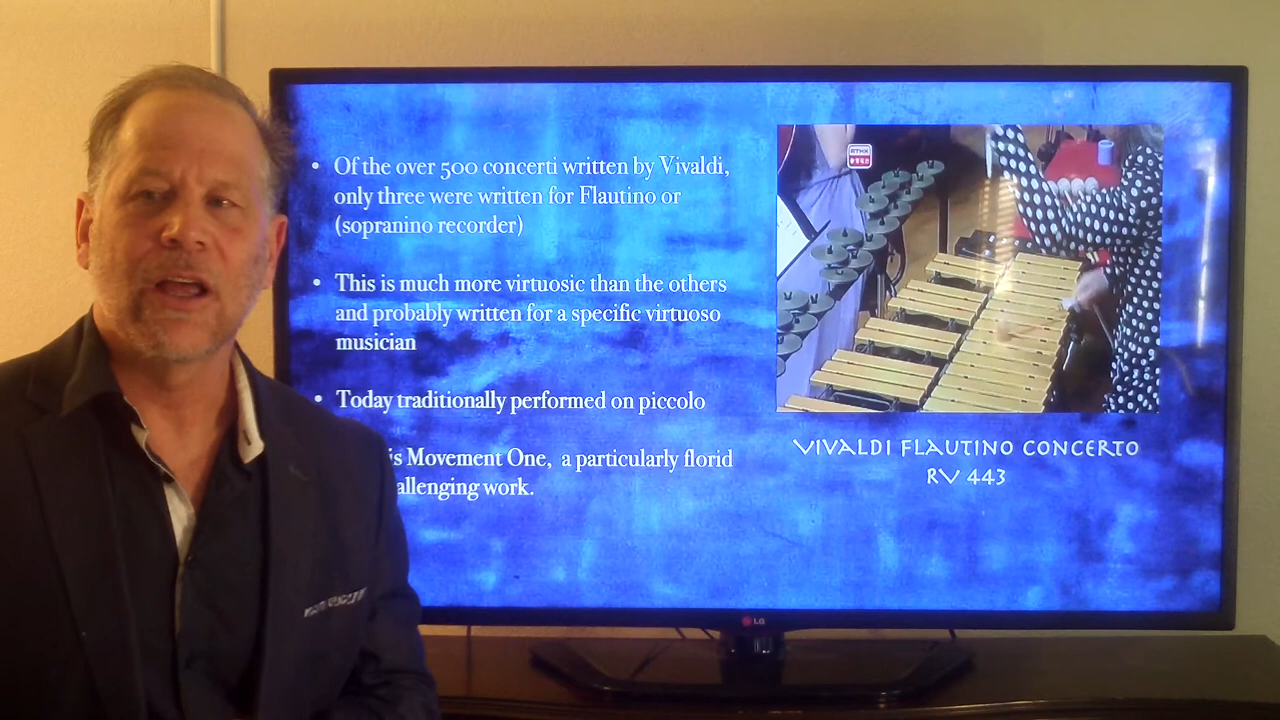 • Of the over 500 concerti written by Vivaldi,
only three were written for Flautino or
(sopranino recorder)
• This is much more virtuosic than the others
and probably written for a specific virtuoso
musician
• Today traditionally performed on piccolo
is Movement One, a particularly florid
allenging work.
RTHK
VIVALDI FLAUTINO CONCERTO
RV 443
LG